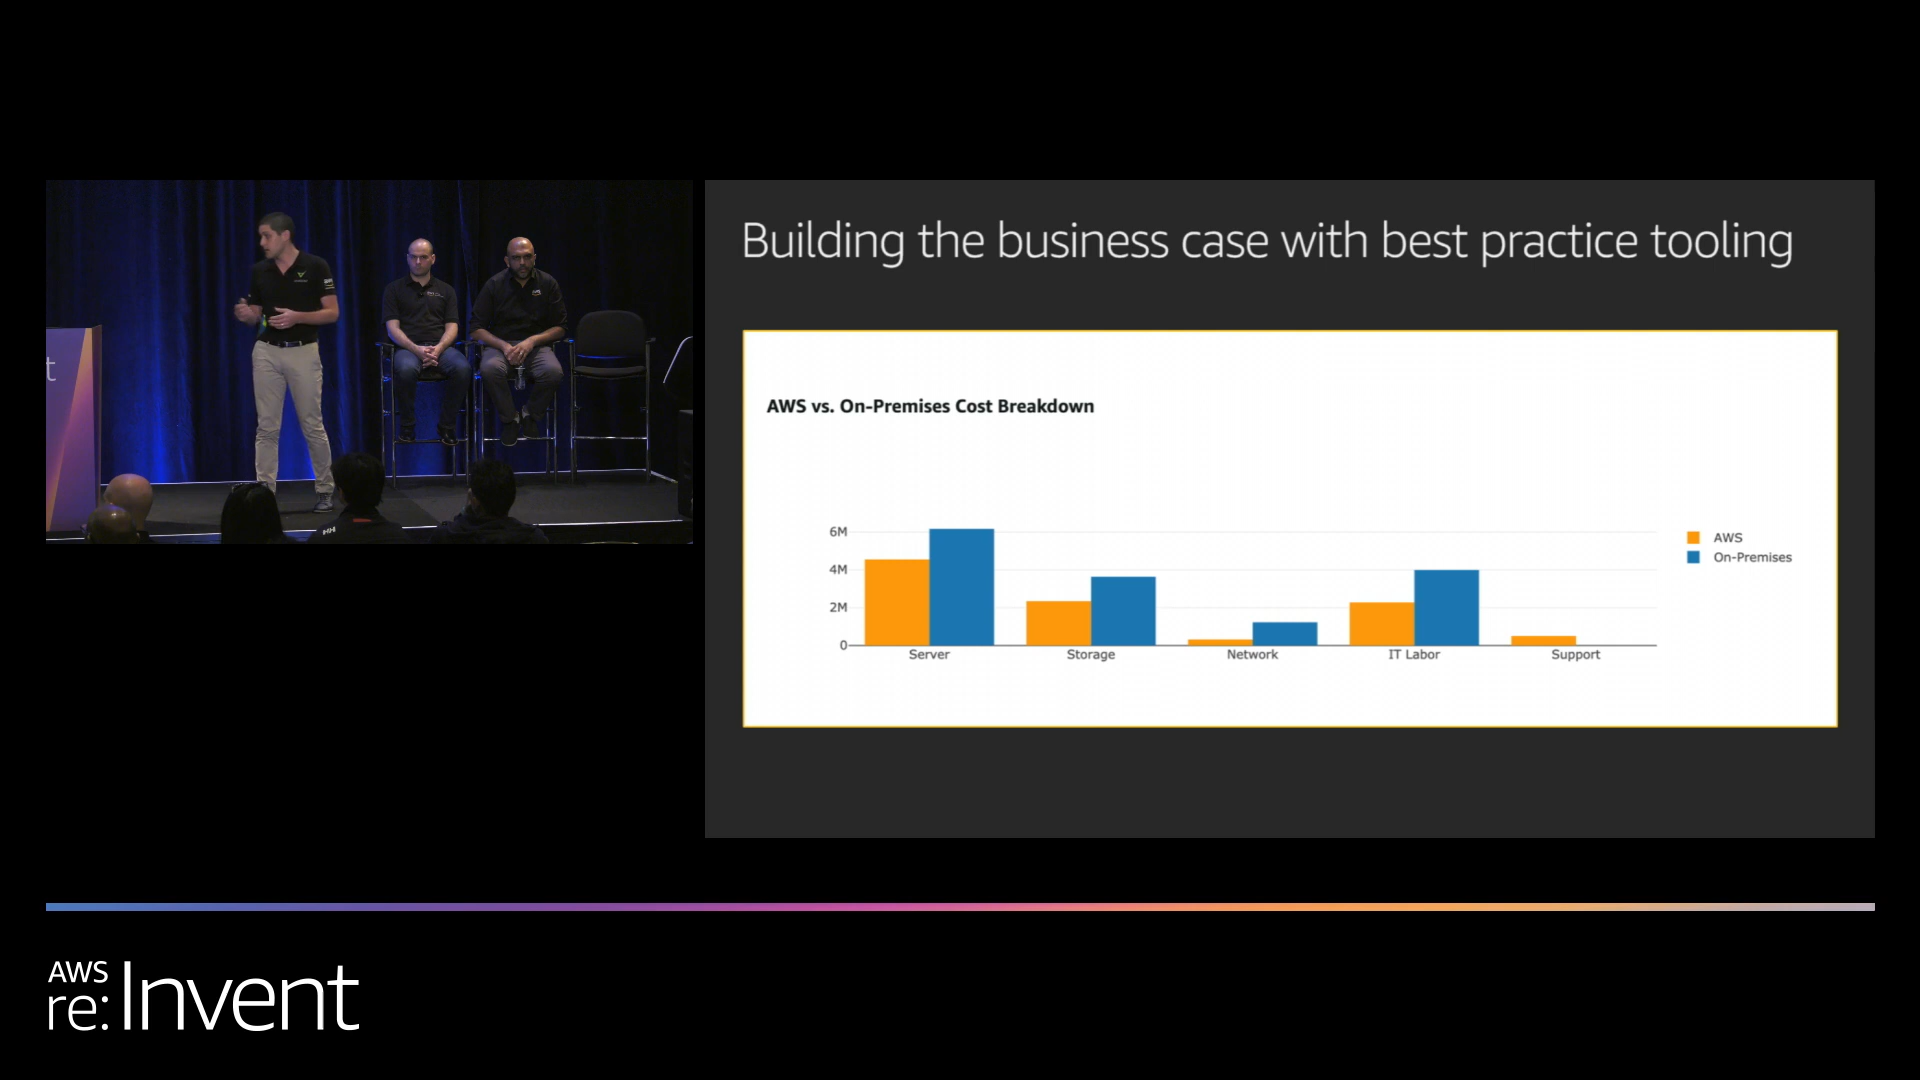 t
Building the business case with best practice tooling
AWS vs. On-Premises Cost Breakdown
6M
4M
2M
0
Server
Storage
Network
IT Labor
Support
AWS
On-Premises
HH
AWS
re:Invent